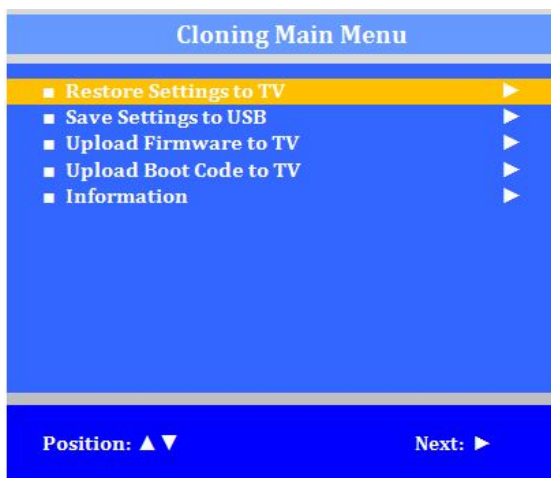 Cloning Main Menu
■ Restore Settings to TV ►
■ Save Settings to USB ►
■ Upload Firmware to TV ►
■ Upload Boot Code to TV ►
■ Information ►
Position: ▲▼ Next: ►